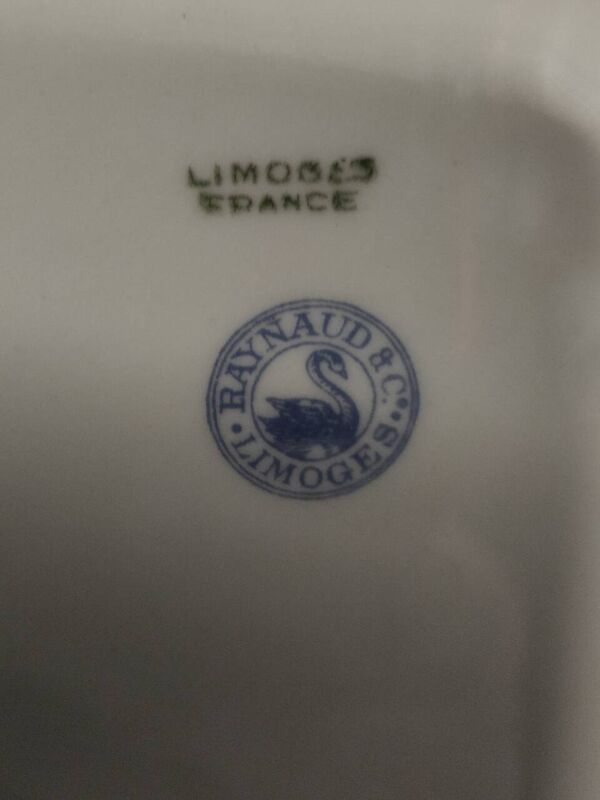 LIMOGES
FRANCE
RAYNAUD & Cº
• LIMOGES •